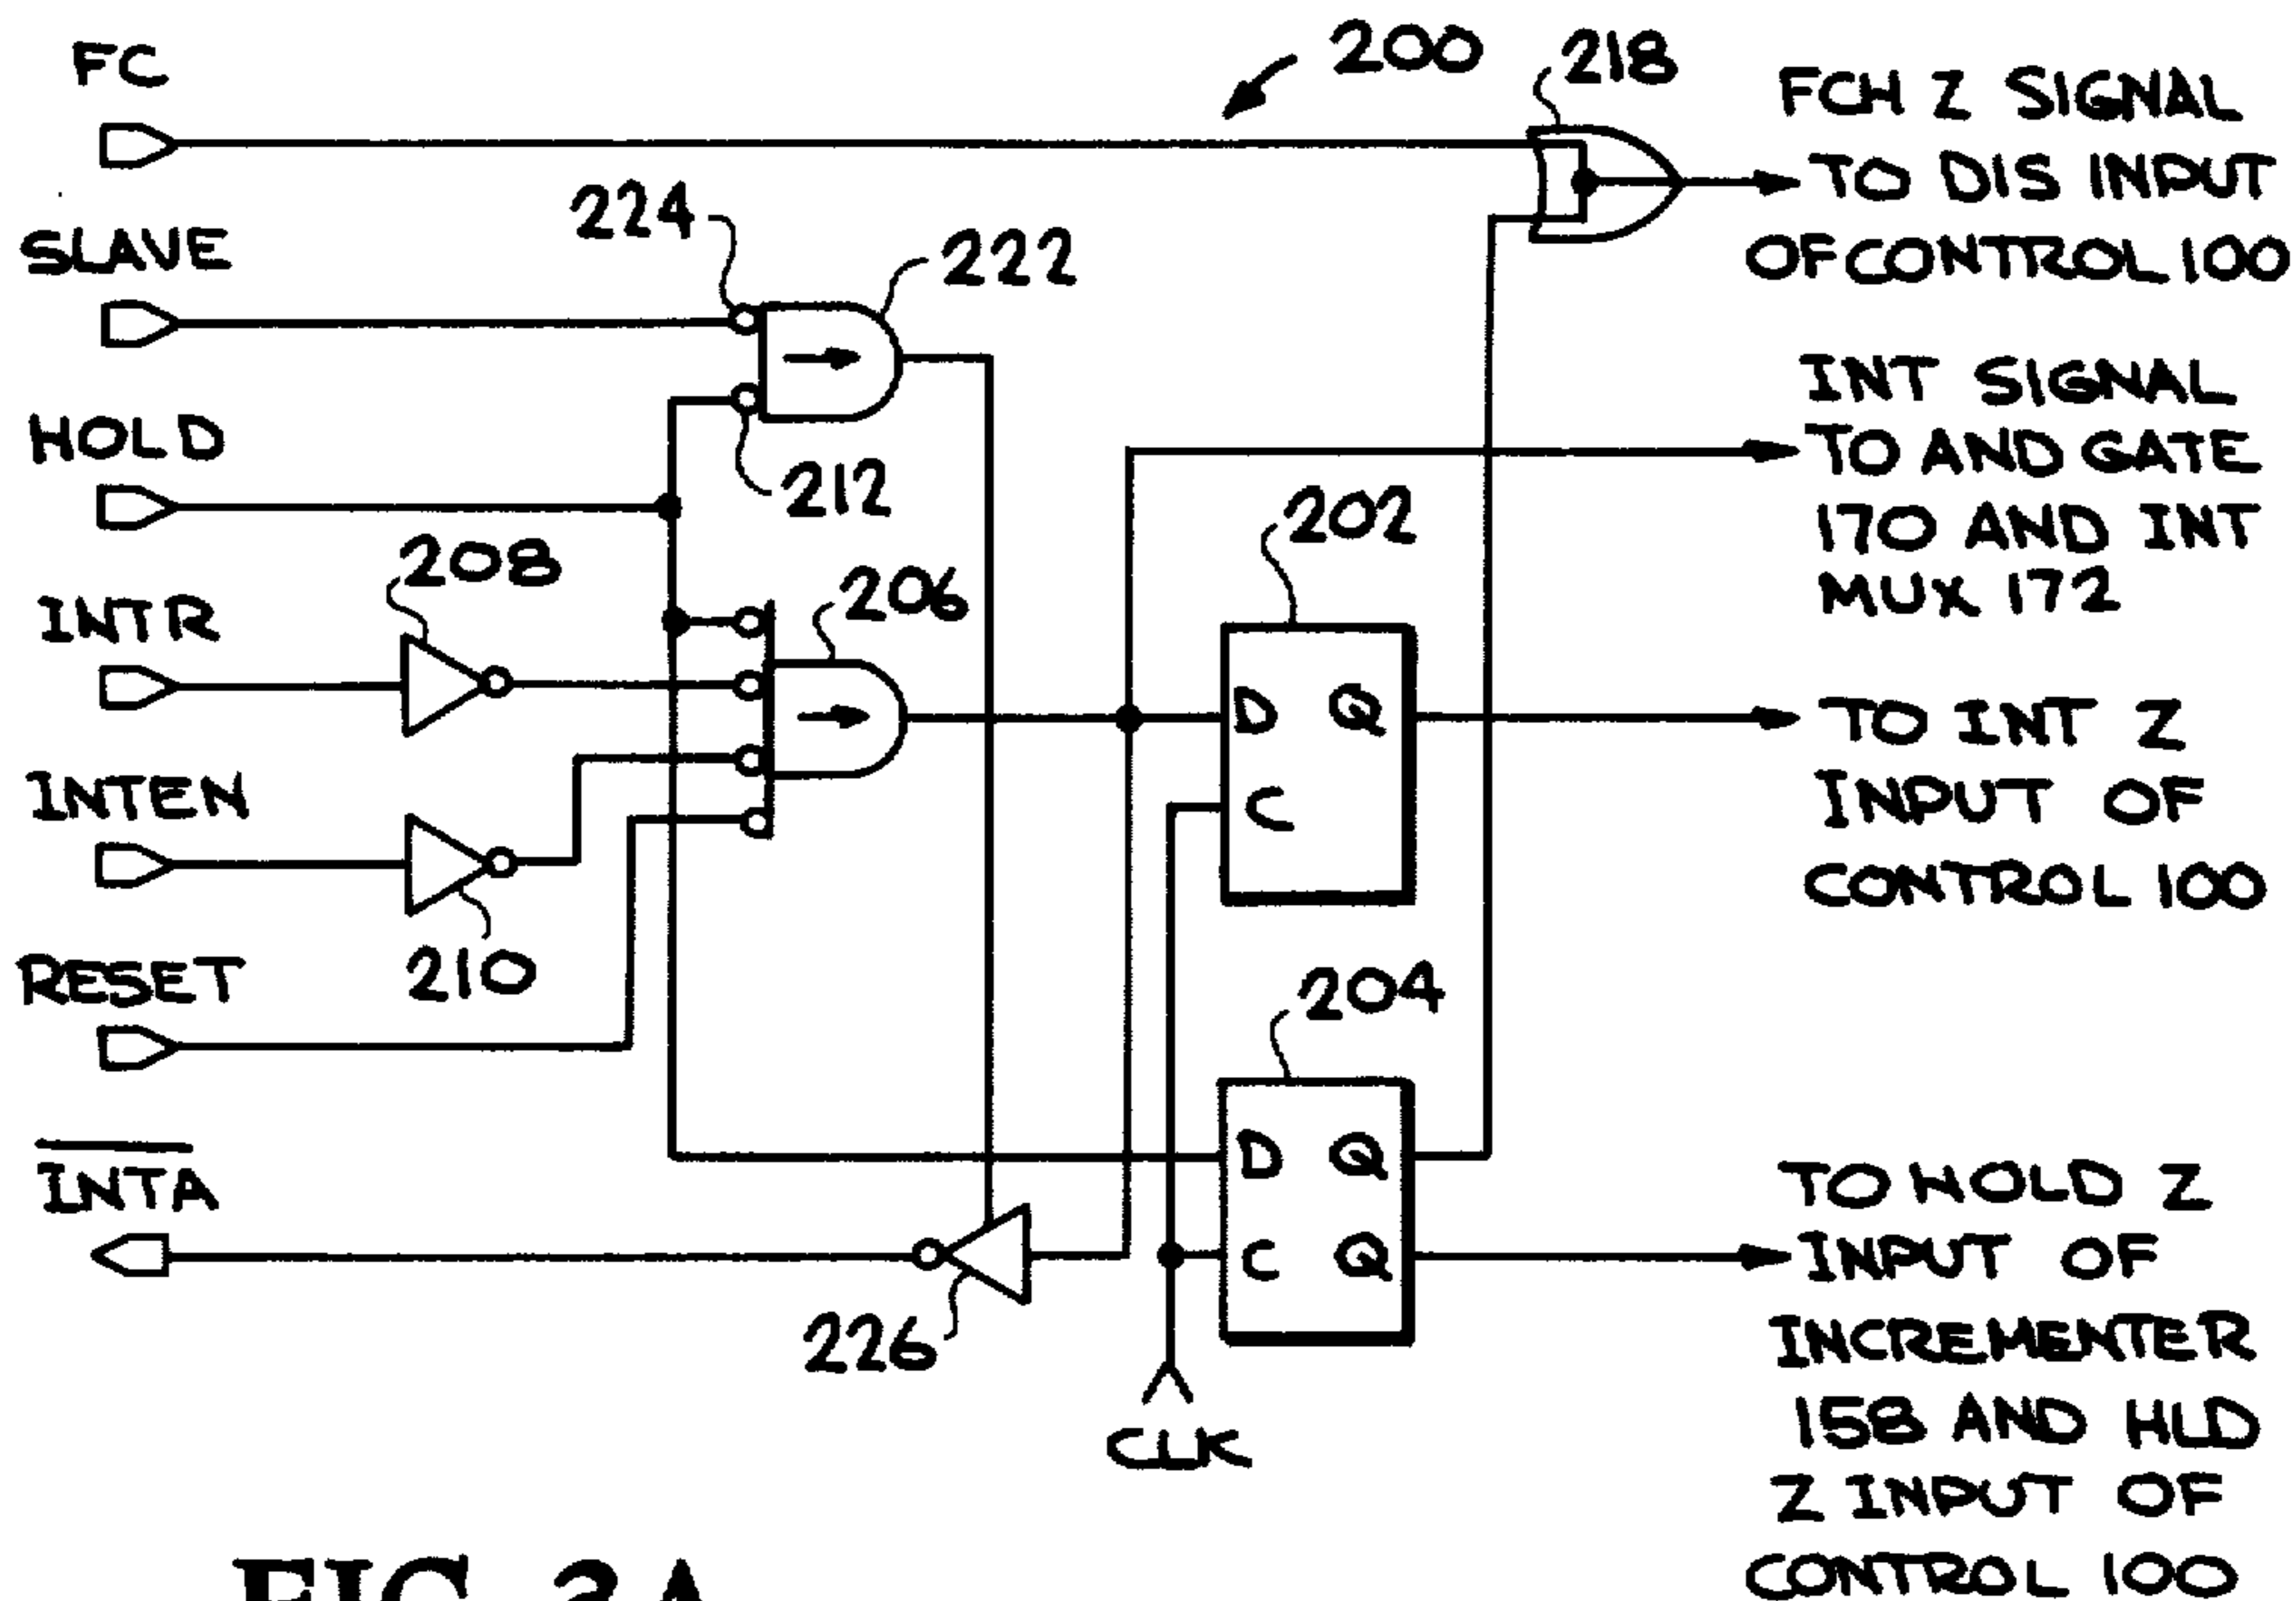 FC
200
218
FCH Z SIGNAL
TO DIS INPUT
OF CONTROL 100
SLAVE
224
222
212
HOLD
INT SIGNAL
TO AND GATE
170 AND INT
MUX 172
208
206
202
INTR
D Q
C
TO INT Z
INPUT OF
CONTROL 100
INTEN
210
RESET
204
D Q
C Q
INTA
226
CLK
TO HOLD Z
INPUT OF
INCREMENTER
158 AND HLD
Z INPUT OF
CONTROL 100